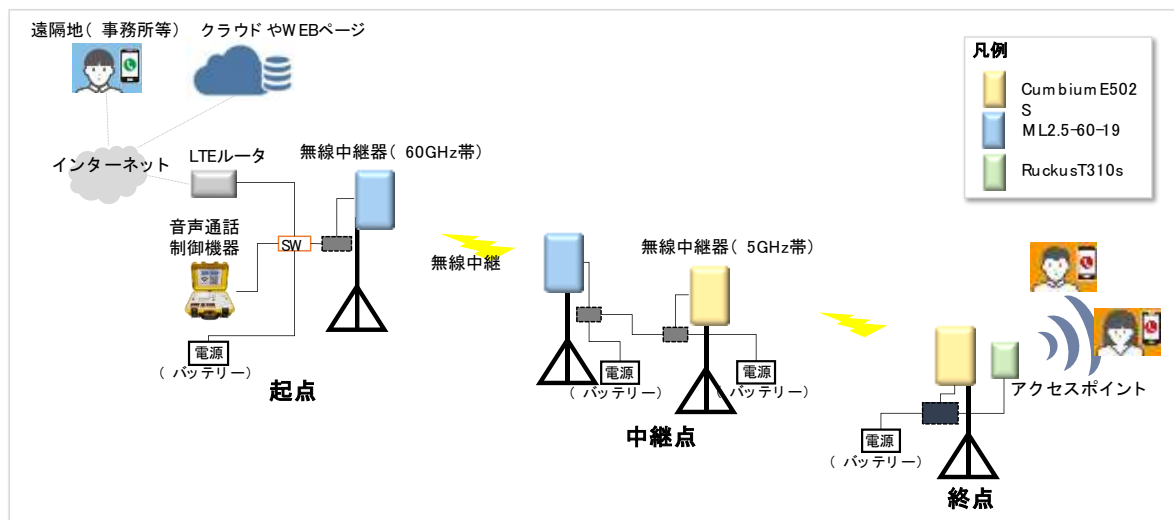 遠隔地( 事務所等)
クラウドやWEBページ
インターネット
LTEルータ
無線中継器( 60GHz帯)
音声通話
制御機器
SW
電源
( バッテリー)
起点
無線中継
無線中継器( 5GHz帯)
電源
( バッテリー)
電源
( バッテリー)
中継点
凡例
CumbiumE502
S
ML2.5-60-19
RuckusT310s
アクセスポイント
電源
( バッテリー)
終点